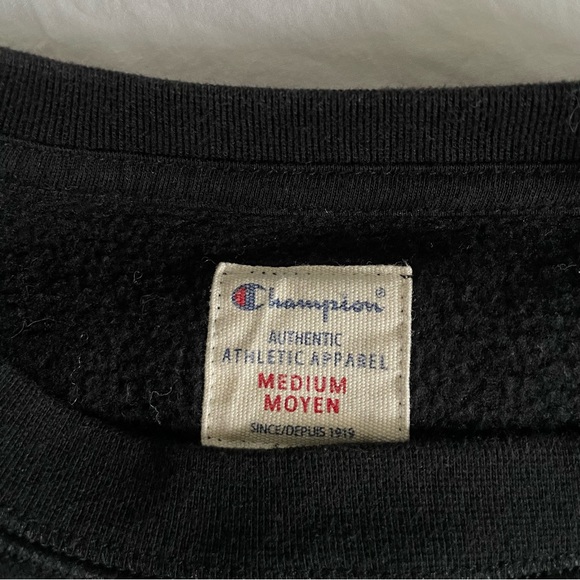 Champion®
AUTHENTIC
ATHLETIC APPAREL
MEDIUM
MOYEN
SINCE/DEPUIS 1919